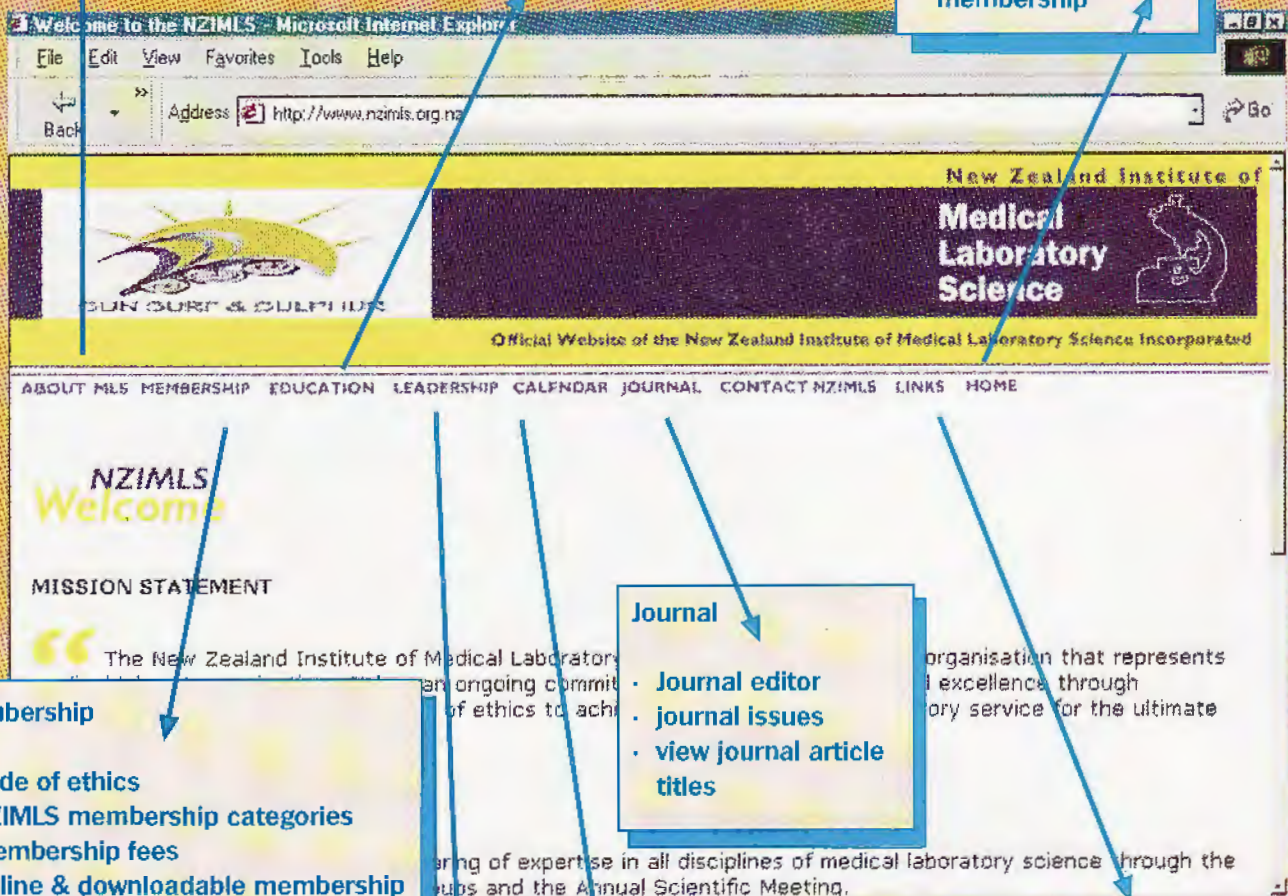 membership
Welcome to the NZIMLS - Microsoft Internet Explorer
File Edit View Favorites Tools Help
Back
Address http://www.nzimls.org.nz
Go
New Zealand Institute of
Medical
Laboratory
Science
SUN SURF & SULPHUR
Official Website of the New Zealand Institute of Medical Laboratory Science Incorporated
ABOUT MLS MEMBERSHIP EDUCATION LEADERSHIP CALENDAR JOURNAL CONTACT NZIMLS LINKS HOME
NZIMLS
Welcome
MISSION STATEMENT
“ The New Zealand Institute of Medical Laboratory organisation that represents
an ongoing commit l excellence through
of ethics to achi ory service for the ultimate
Journal
· Journal editor
· journal issues
· view journal article
titles
mbership
de of ethics
ZIMLS membership categories
embership fees
line & downloadable membership
aring of expertise in all disciplines of medical laboratory science through the
oups and the Annual Scientific Meeting.